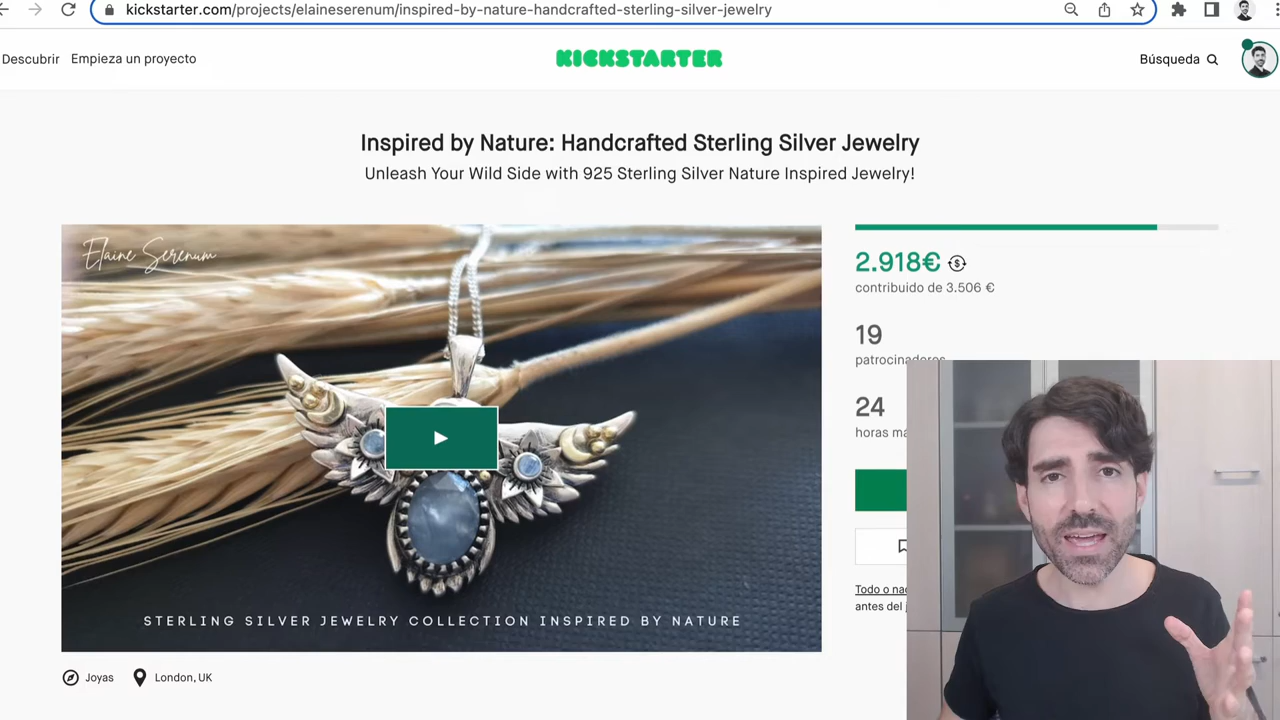 kickstarter.com/projects/elaineserenum/inspired-by-nature-handcrafted-sterling-silver-jewelry
Descubrir Empieza un proyecto
KICKSTARTER
Búsqueda
Inspired by Nature: Handcrafted Sterling Silver Jewelry
Unleash Your Wild Side with 925 Sterling Silver Nature Inspired Jewelry!
Elaine Serenum
STERLING SILVER JEWELRY COLLECTION INSPIRED BY NATURE
Joyas
London, UK
2.918€
contribuido de 3.506 €
19
patrocinadores
24
horas
Todo o
antes del